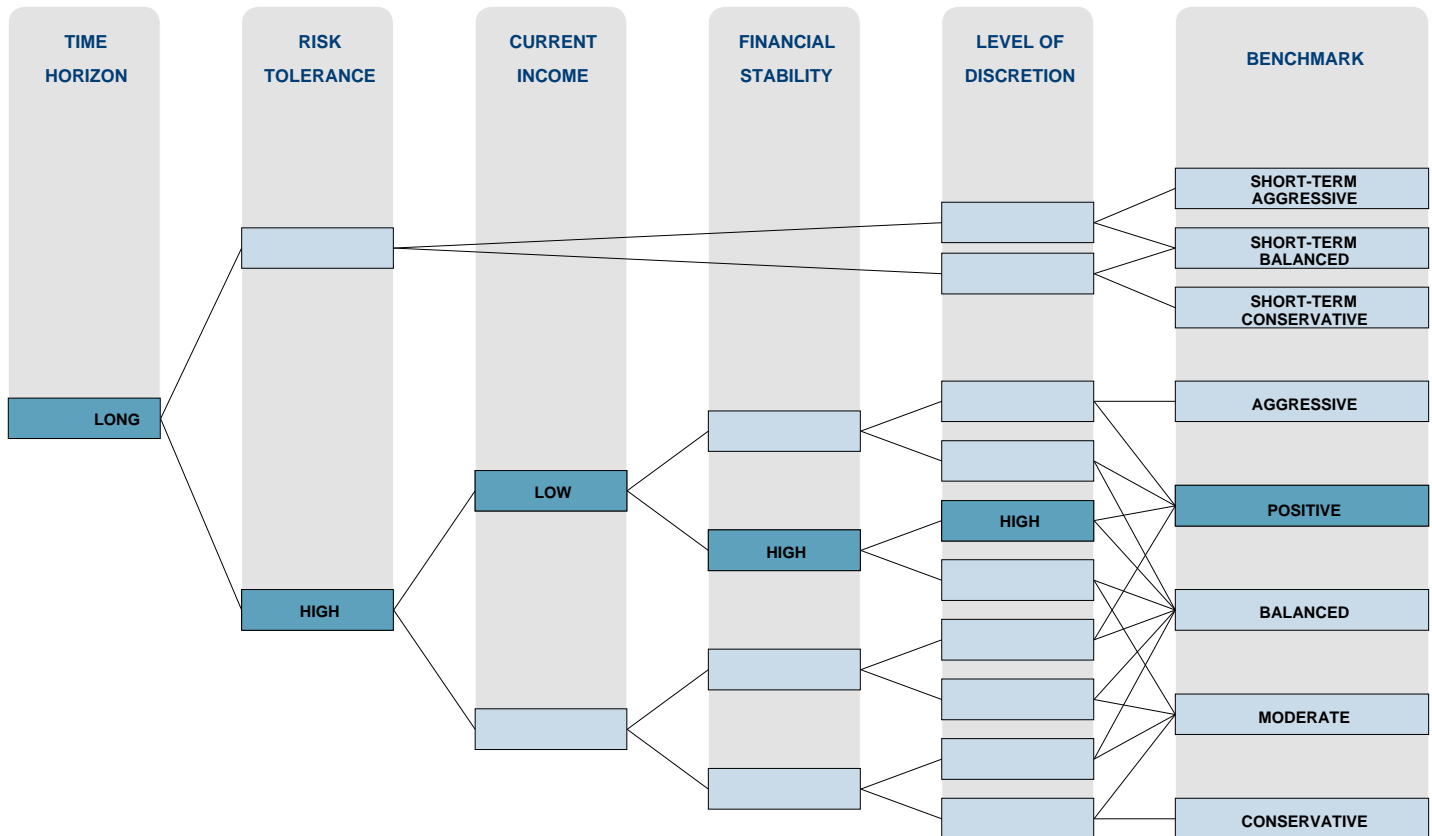 TIME
HORIZON
RISK
TOLERANCE
CURRENT
INCOME
FINANCIAL
STABILITY
LEVEL OF
DISCRETION
BENCHMARK
SHORT-TERM
AGGRESSIVE
SHORT-TERM
BALANCED
SHORT-TERM
CONSERVATIVE
AGGRESSIVE
LONG
LOW
POSITIVE
HIGH
HIGH
HIGH
BALANCED
MODERATE
CONSERVATIVE